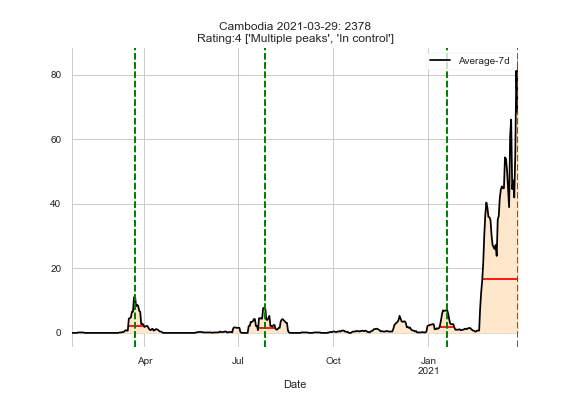 Cambodia 2021-03-29: 2378
Rating:4 ['Multiple peaks', 'In control']
Average-7d
80
60
40
20
0
Apr
Jul
Oct
Jan
2021
Date